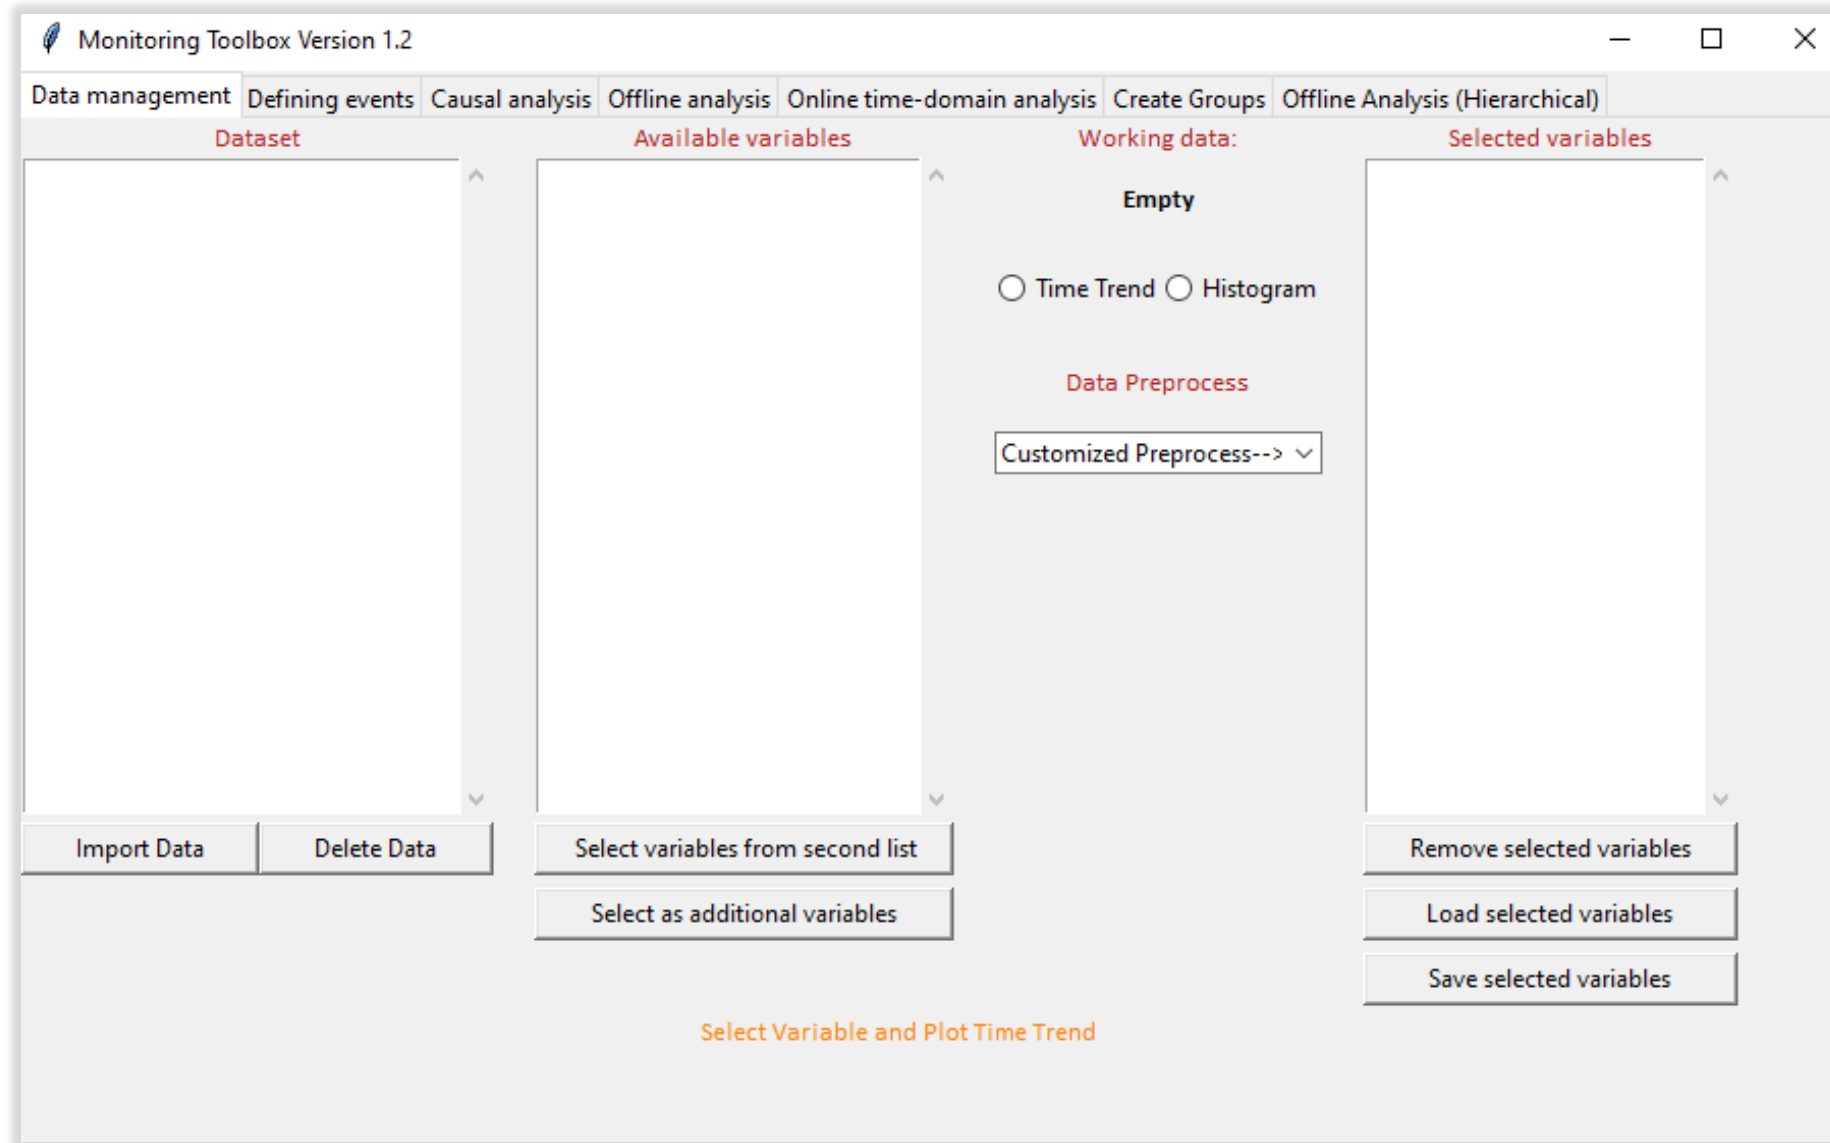 Monitoring Toolbox Version 1.2
Data management Defining events Causal analysis Offline analysis Online time-domain analysis Create Groups Offline Analysis (Hierarchical)
Dataset Available variables Working data: Selected variables
Empty
Time Trend Histogram
Data Preprocess
Customized Preprocess-->
Import Data Delete Data Select variables from second list Remove selected variables
Select as additional variables Load selected variables
Save selected variables
Select Variable and Plot Time Trend